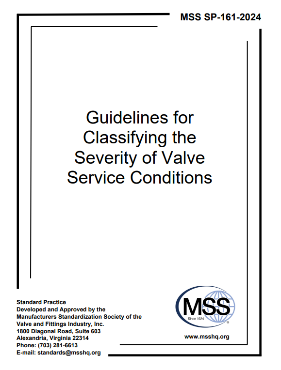 MSS SP-161-2024
Guidelines for
Classifying the
Severity of Valve
Service Conditions
Standard Practice
Developed and Approved by the
Manufacturers Standardization Society of the
Valve and Fittings Industry, Inc.
1800 Diagonal Road, Suite 603
Alexandria, Virginia 22314
Phone: (703) 281-6613
E-mail: standards@msshq.org
MSS
Since 1924
www.msshq.org